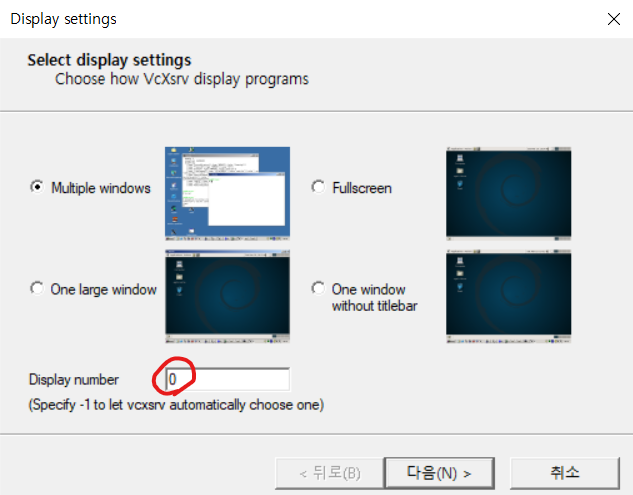 Display settings
Select display settings
Choose how VcXsrv display programs
Multiple windows
Fullscreen
One large window
One window
without titlebar
Display number
0
(Specify -1 to let vcxsrv automatically choose one)
< 뒤로(B)
다음(N) >
취소